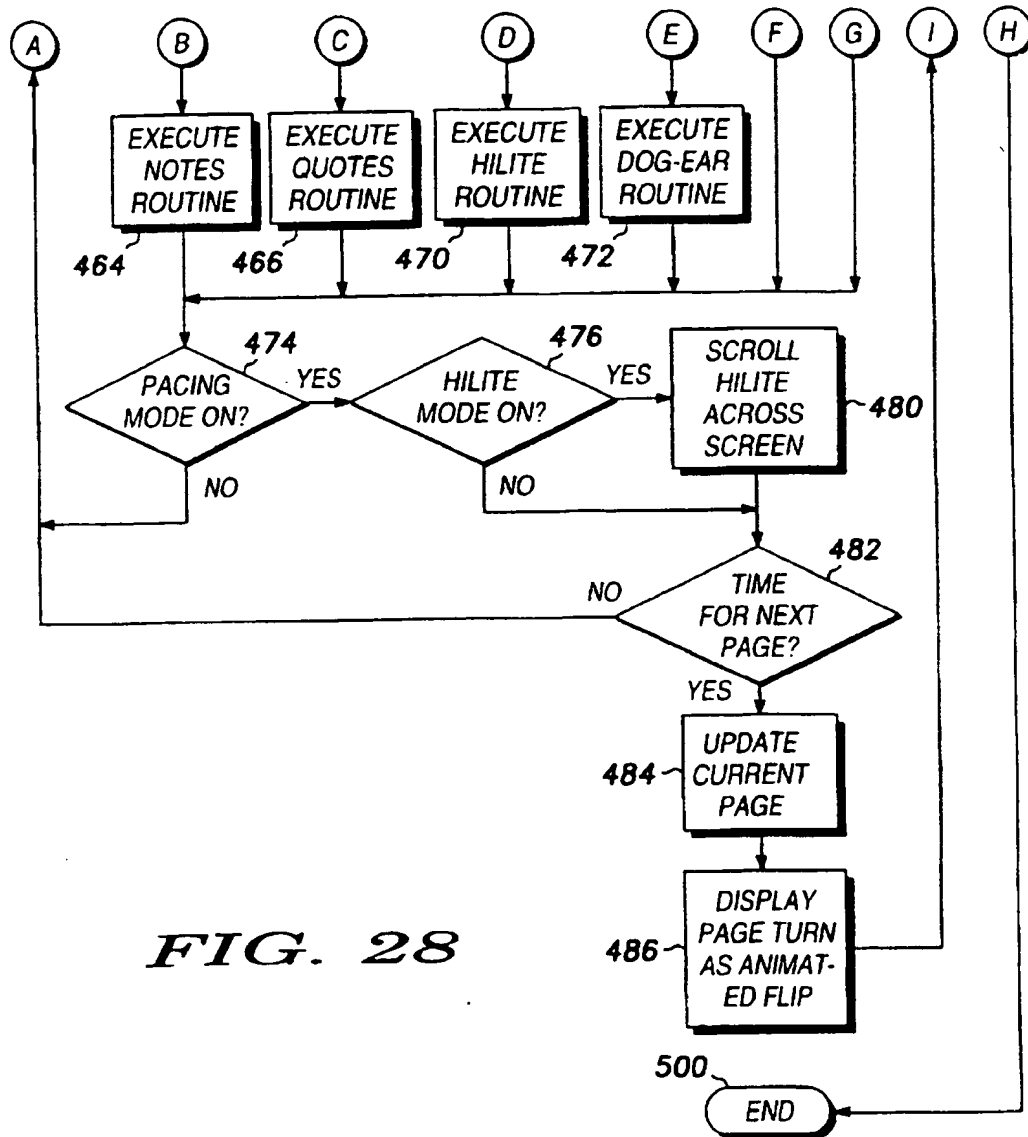 A B C D E F G I H
EXECUTE
NOTES
ROUTINE
464
EXECUTE
QUOTES
ROUTINE
466
EXECUTE
HILITE
ROUTINE
470
EXECUTE
DOG-EAR
ROUTINE
472
PACING
MODE ON?
474
YES
NO
HILITE
MODE ON?
476
YES
NO
SCROLL
HILITE
ACROSS
SCREEN
480
TIME
FOR NEXT
PAGE?
482
NO
YES
UPDATE
CURRENT
PAGE
484
DISPLAY
PAGE TURN
AS ANIMAT-
ED FLIP
486
FIG. 28
500
END